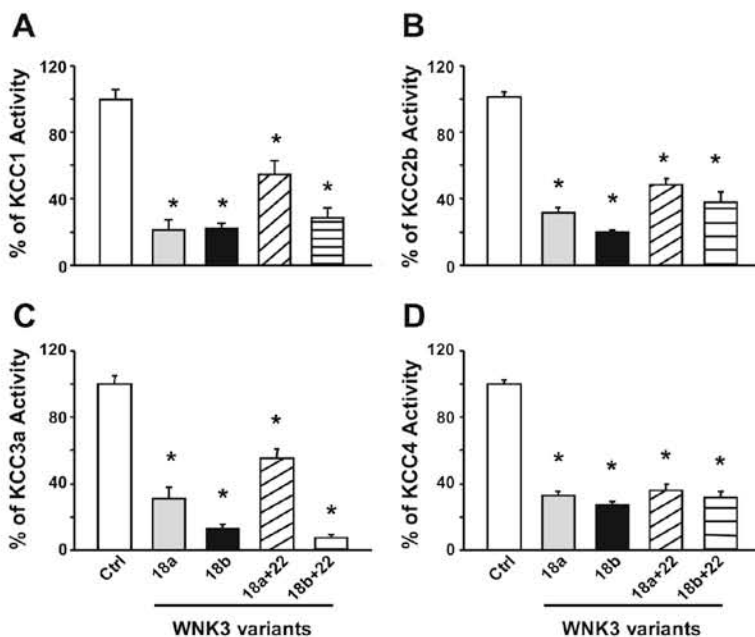 A
% of KCC1 Activity
120
80
40
0
* * * *
B
% of KCC2b Activity
120
80
40
0
* * * *
C
% of KCC3a Activity
120
80
40
0
* * * *
Ctrl 18a 18b 18a+22 18b+22
WNK3 variants
D
% of KCC4 Activity
120
80
40
0
* * * *
Ctrl 18a 18b 18a+22 18b+22
WNK3 variants